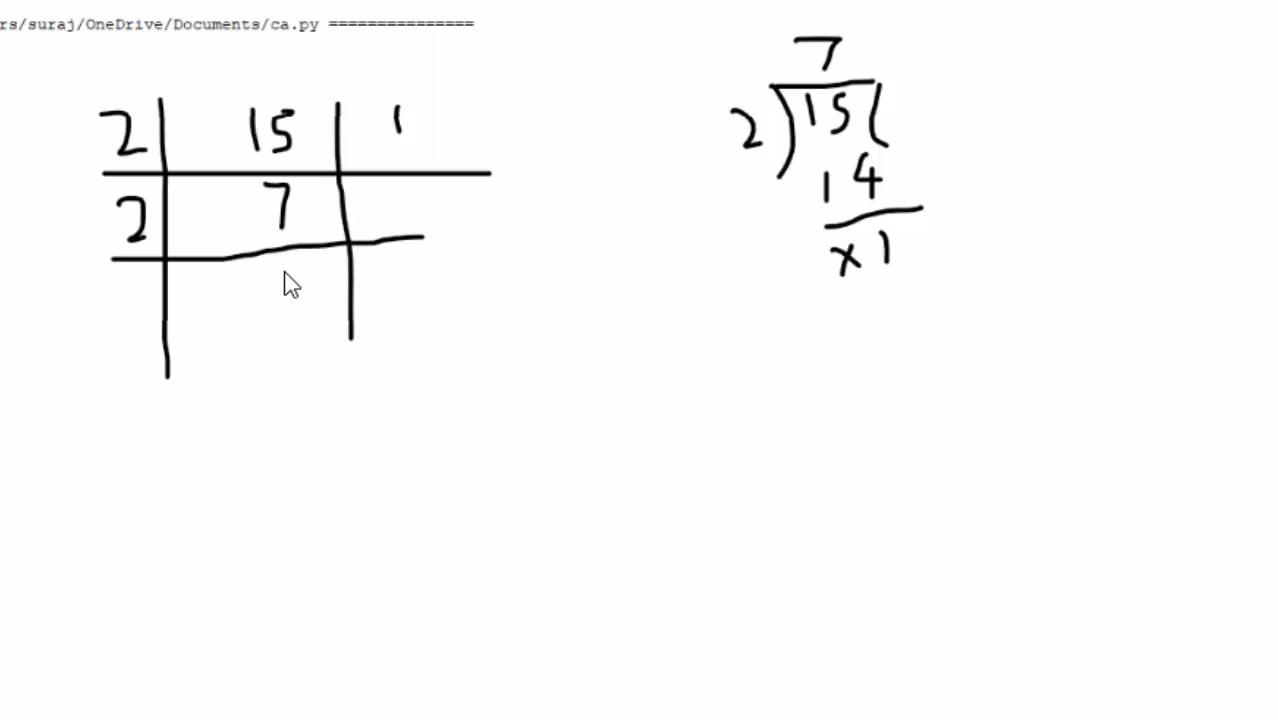 rs/suraj/OneDrive/Documents/ca.py ===============
2 15 1
2 7
7
2) 15 (
14
x1